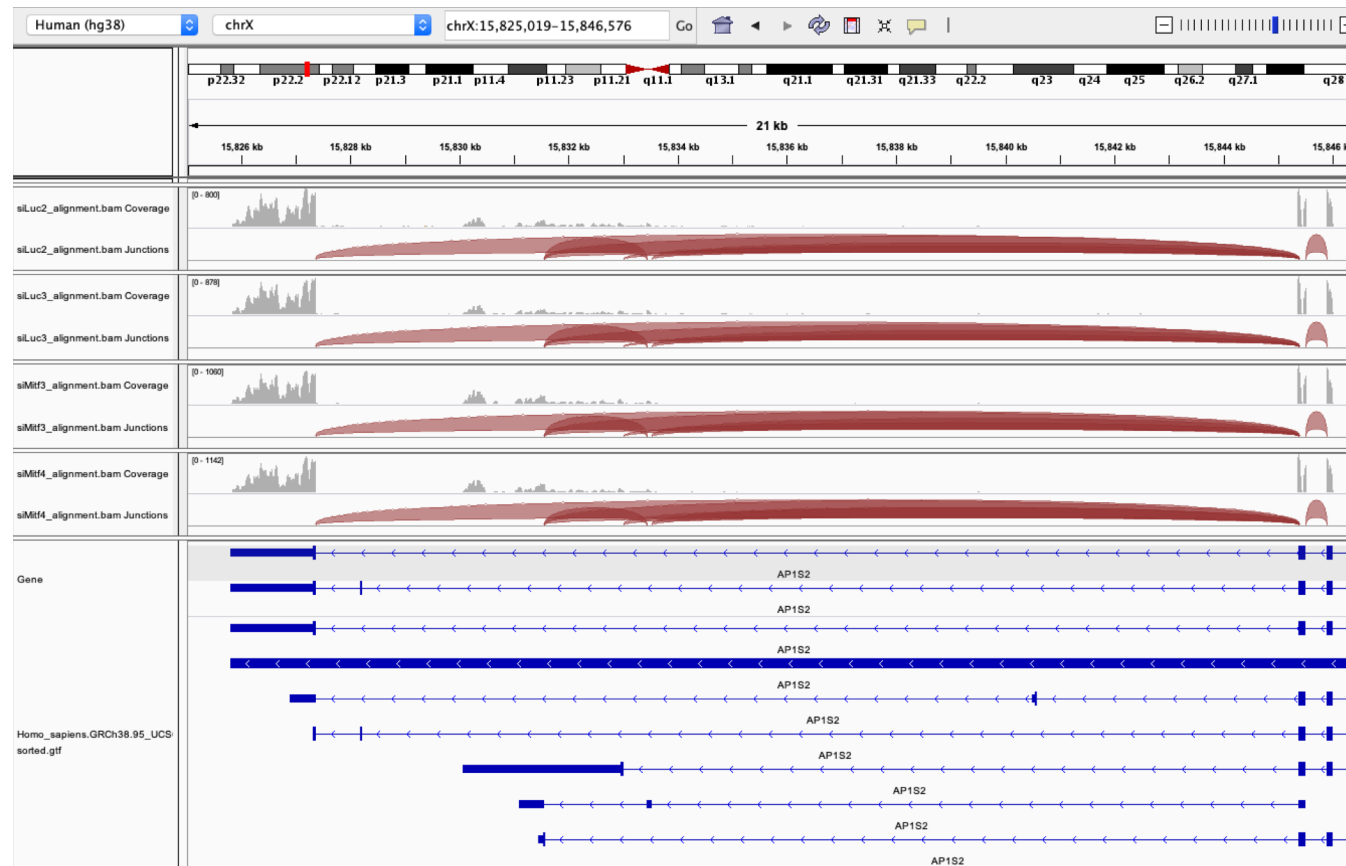 Human (hg38) chrX chrX:15,825,019-15,846,576 Go
p22.32 p22.2 p22.12 p21.3 p21.1 p11.4 p11.23 p11.21 q11.1 q13.1 q21.1 q21.31 q21.33 q22.2 q23 q24 q25 q26.2 q27.1 q28
21 kb
15,826 kb 15,828 kb 15,830 kb 15,832 kb 15,834 kb 15,836 kb 15,838 kb 15,840 kb 15,842 kb 15,844 kb 15,846 k
[0 - 800]
siLuc2_alignment.bam Coverage
siLuc2_alignment.bam Junctions
[0 - 878]
siLuc3_alignment.bam Coverage
siLuc3_alignment.bam Junctions
[0 - 1060]
siMitf3_alignment.bam Coverage
siMitf3_alignment.bam Junctions
[0 - 1142]
siMitf4_alignment.bam Coverage
siMitf4_alignment.bam Junctions
AP1S2
Gene
AP1S2
AP1S2
AP1S2
AP1S2
Homo_sapiens.GRCh38.95_UCS
sorted.gtf
AP1S2
AP1S2
AP1S2
AP1S2